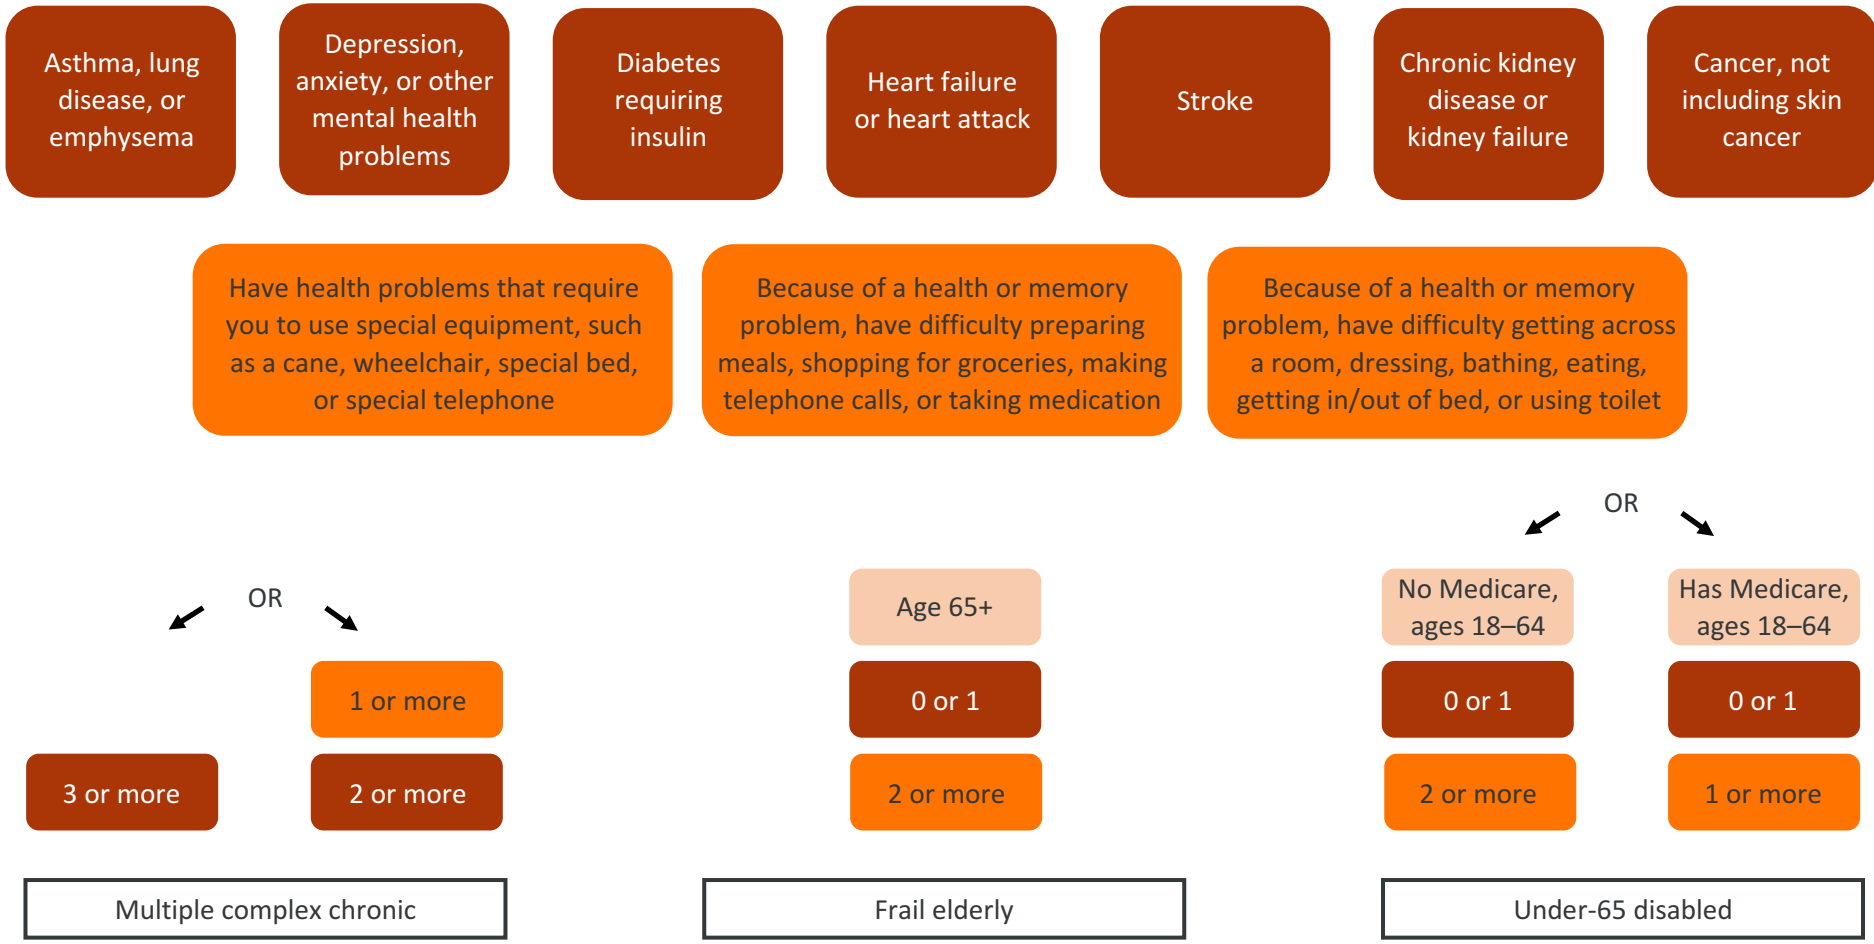 Asthma, lung
disease, or
emphysema
Depression,
anxiety, or other
mental health
problems
Diabetes
requiring
insulin
Heart failure
or heart attack
Stroke
Chronic kidney
disease or
kidney failure
Cancer, not
including skin
cancer
Have health problems that require
you to use special equipment, such
as a cane, wheelchair, special bed,
or special telephone
Because of a health or memory
problem, have difficulty preparing
meals, shopping for groceries, making
telephone calls, or taking medication
Because of a health or memory
problem, have difficulty getting across
a room, dressing, bathing, eating,
getting in/out of bed, or using toilet
OR
1 or more
3 or more
2 or more
Multiple complex chronic
Age 65+
0 or 1
2 or more
Frail elderly
OR
No Medicare,
ages 18–64
Has Medicare,
ages 18–64
0 or 1
0 or 1
2 or more
1 or more
Under-65 disabled